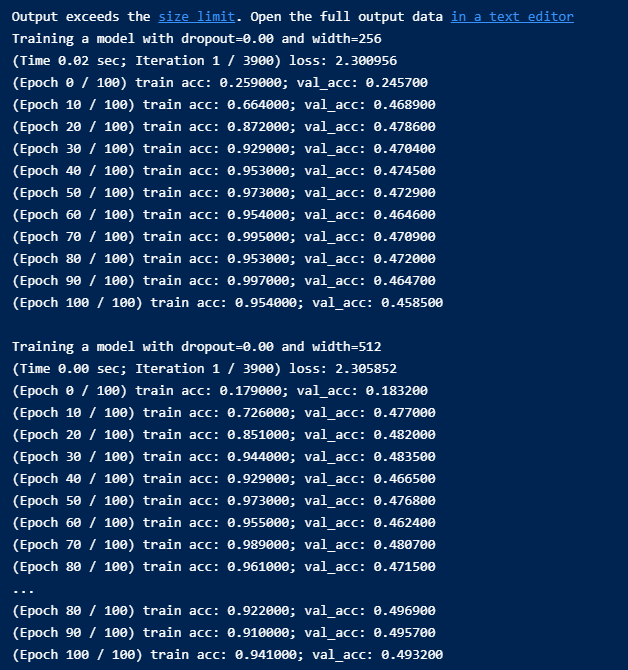 Output exceeds the size limit. Open the full output data in a text editor
Training a model with dropout=0.00 and width=256
(Time 0.02 sec; Iteration 1 / 3900) loss: 2.300956
(Epoch 0 / 100) train acc: 0.259000; val_acc: 0.245700
(Epoch 10 / 100) train acc: 0.664000; val_acc: 0.468900
(Epoch 20 / 100) train acc: 0.872000; val_acc: 0.478600
(Epoch 30 / 100) train acc: 0.929000; val_acc: 0.470400
(Epoch 40 / 100) train acc: 0.953000; val_acc: 0.474500
(Epoch 50 / 100) train acc: 0.973000; val_acc: 0.472900
(Epoch 60 / 100) train acc: 0.954000; val_acc: 0.464600
(Epoch 70 / 100) train acc: 0.995000; val_acc: 0.470900
(Epoch 80 / 100) train acc: 0.953000; val_acc: 0.472000
(Epoch 90 / 100) train acc: 0.997000; val_acc: 0.464700
(Epoch 100 / 100) train acc: 0.954000; val_acc: 0.458500
Training a model with dropout=0.00 and width=512
(Time 0.00 sec; Iteration 1 / 3900) loss: 2.305852
(Epoch 0 / 100) train acc: 0.179000; val_acc: 0.183200
(Epoch 10 / 100) train acc: 0.726000; val_acc: 0.477000
(Epoch 20 / 100) train acc: 0.851000; val_acc: 0.482000
(Epoch 30 / 100) train acc: 0.944000; val_acc: 0.483500
(Epoch 40 / 100) train acc: 0.929000; val_acc: 0.466500
(Epoch 50 / 100) train acc: 0.973000; val_acc: 0.476800
(Epoch 60 / 100) train acc: 0.955000; val_acc: 0.462400
(Epoch 70 / 100) train acc: 0.989000; val_acc: 0.480700
(Epoch 80 / 100) train acc: 0.961000; val_acc: 0.471500
...
(Epoch 80 / 100) train acc: 0.922000; val_acc: 0.496900
(Epoch 90 / 100) train acc: 0.910000; val_acc: 0.495700
(Epoch 100 / 100) train acc: 0.941000; val_acc: 0.493200